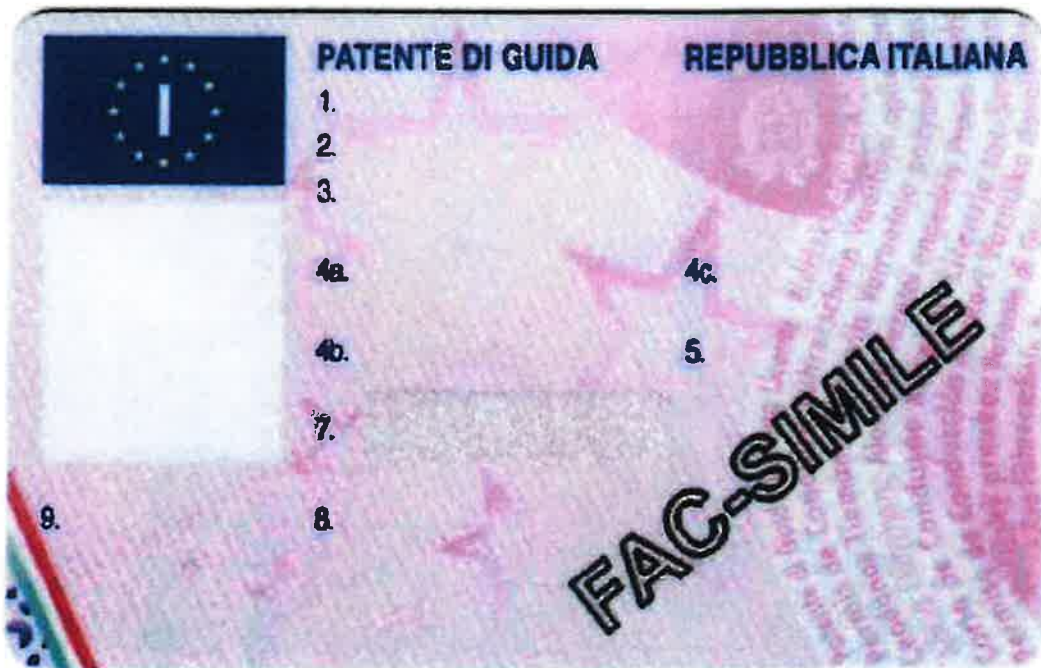 PATENTE DI GUIDA REPUBBLICA ITALIANA
I
1.
2.
3.
4a. 4c.
4b. 5.
7.
9. 8.
FAC-SIMILE